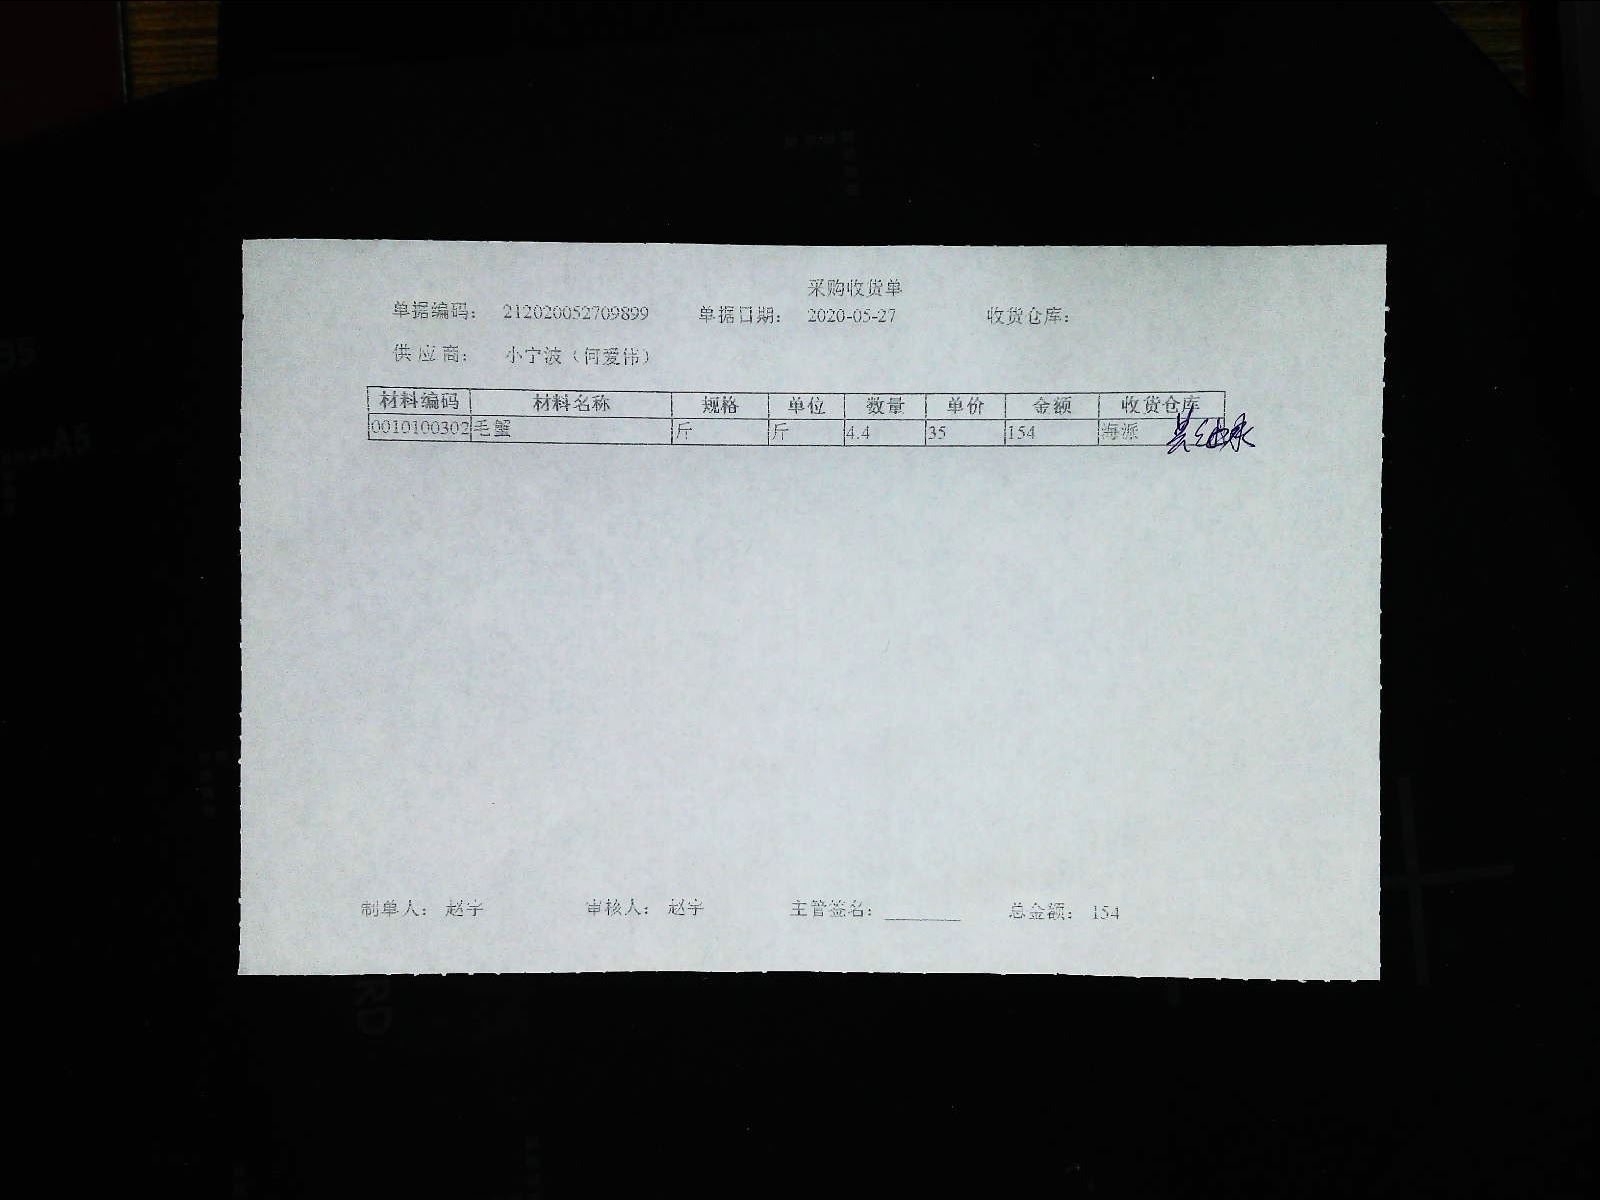 采购收货单
单据编码： 212020052709899 单据日期： 2020-05-27 收货仓库：
供应商： 小宁波（何爱伟）
材料编码 材料名称 规格 单位 数量 单价 金额 收货仓库
0010100302 毛蟹 斤 斤 4.4 35 154 海派
制单人： 赵宇 审核人： 赵宇 主管签名： 总金额： 154